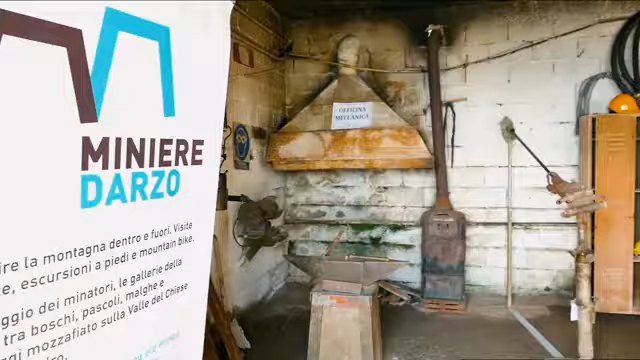 MINIERE
DARZO
ire la montagna dentro e fuori. Visite
e, escursioni a piedi e mountain bike.
ggio dei minatori, le gallerie della
tra boschi, pascoli, malghe e
gi mozzafiato sulla Valle del Chiese
OFFICINA
MECCANICA